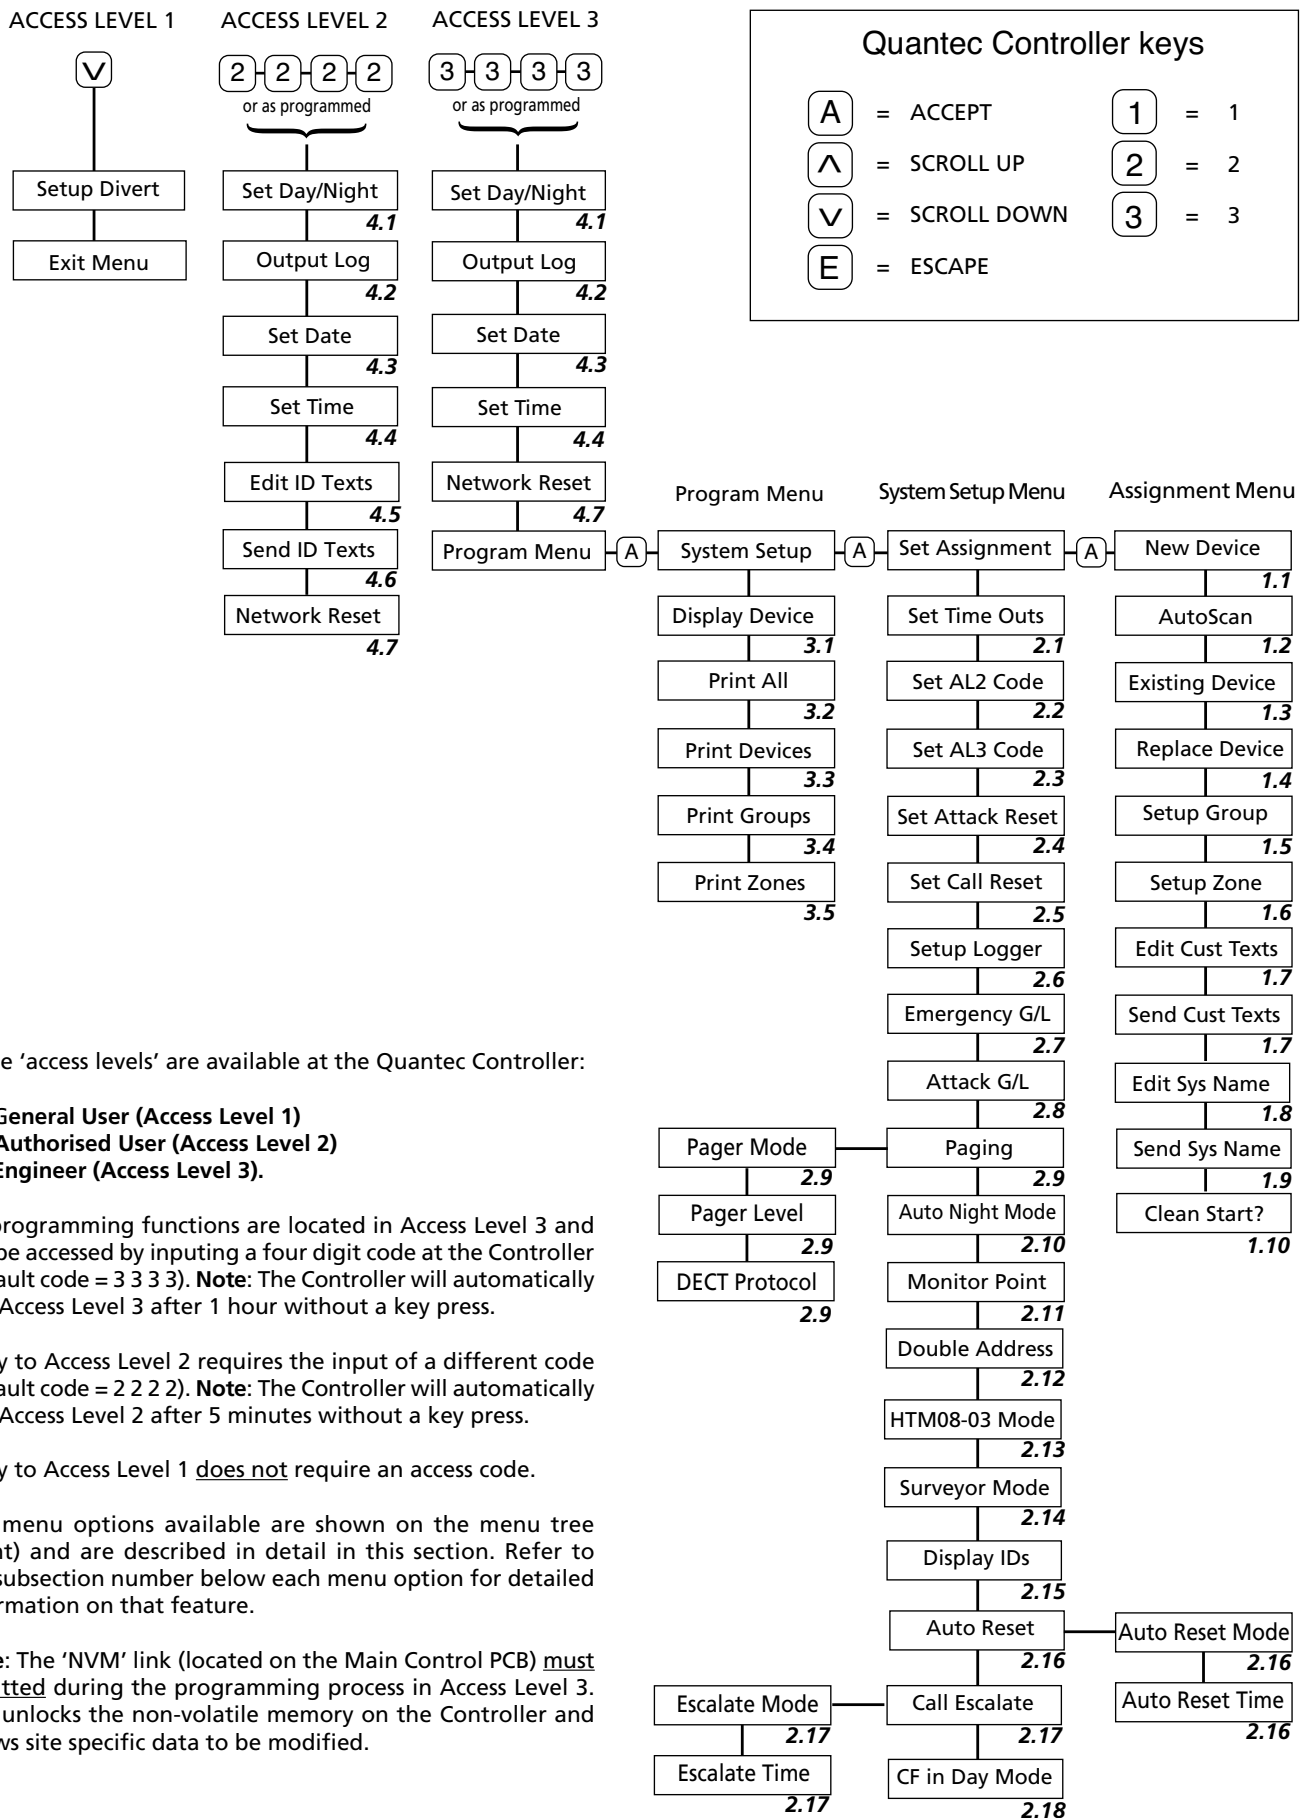 ACCESS LEVEL 1
Setup Divert
Exit Menu
ACCESS LEVEL 2
2 2 2 2
or as programmed
Set Day/Night
4.1
Output Log
4.2
Set Date
4.3
Set Time
4.4
Edit ID Texts
4.5
Send ID Texts
4.6
Network Reset
4.7
ACCESS LEVEL 3
3 3 3 3
or as programmed
Set Day/Night
4.1
Output Log
4.2
Set Date
4.3
Set Time
4.4
Network Reset
4.7
Program Menu
A
Quantec Controller keys
A = ACCEPT
= SCROLL UP
= SCROLL DOWN
E = ESCAPE
1 = 1
2 = 2
3 = 3
Program Menu
System Setup
A
Display Device
3.1
Print All
3.2
Print Devices
3.3
Print Groups
3.4
Print Zones
3.5
System Setup Menu
Set Assignment
A
Set Time Outs
2.1
Set AL2 Code
2.2
Set AL3 Code
2.3
Set Attack Reset
2.4
Set Call Reset
2.5
Setup Logger
2.6
Emergency G/L
2.7
Attack G/L
2.8
Paging
2.9
Pager Mode
2.9
Pager Level
2.9
DECT Protocol
2.9
Auto Night Mode
2.10
Monitor Point
2.11
Double Address
2.12
HTM08-03 Mode
2.13
Surveyor Mode
2.14
Display IDs
2.15
Auto Reset
2.16
Auto Reset Mode
2.16
Auto Reset Time
2.16
Call Escalate
2.17
Escalate Mode
2.17
Escalate Time
2.17
CF in Day Mode
2.18
Assignment Menu
New Device
1.1
AutoScan
1.2
Existing Device
1.3
Replace Device
1.4
Setup Group
1.5
Setup Zone
1.6
Edit Cust Texts
1.7
Send Cust Texts
1.7
Edit Sys Name
1.8
Send Sys Name
1.9
Clean Start?
1.10
e ‘access levels’ are available at the Quantec Controller:
General User (Access Level 1)
Authorised User (Access Level 2)
Engineer (Access Level 3).
programming functions are located in Access Level 3 and
be accessed by inputing a four digit code at the Controller
ault code = 3 3 3 3). Note: The Controller will automatically
Access Level 3 after 1 hour without a key press.
y to Access Level 2 requires the input of a different code
ault code = 2 2 2 2). Note: The Controller will automatically
Access Level 2 after 5 minutes without a key press.
y to Access Level 1 does not require an access code.
menu options available are shown on the menu tree
t) and are described in detail in this section. Refer to
subsection number below each menu option for detailed
rmation on that feature.
e: The ‘NVM’ link (located on the Main Control PCB) must
tted during the programming process in Access Level 3.
unlocks the non-volatile memory on the Controller and
ws site specific data to be modified.